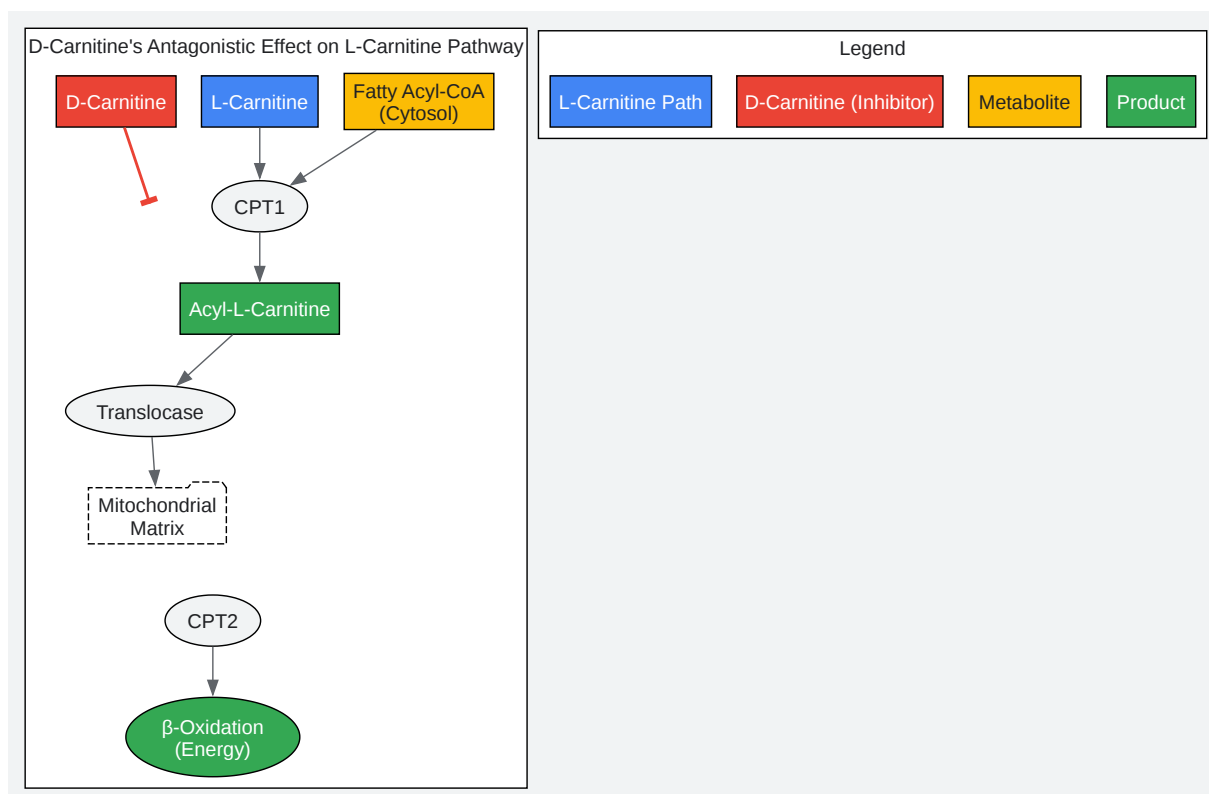 D-Carnitine's Antagonistic Effect on L-Carnitine Pathway
D-Carnitine
L-Carnitine
Fatty Acyl-CoA
(Cytosol)
CPT1
Acyl-L-Carnitine
Translocase
Mitochondrial
Matrix
CPT2
β-Oxidation
(Energy)
Legend
L-Carnitine Path
D-Carnitine (Inhibitor)
Metabolite
Product